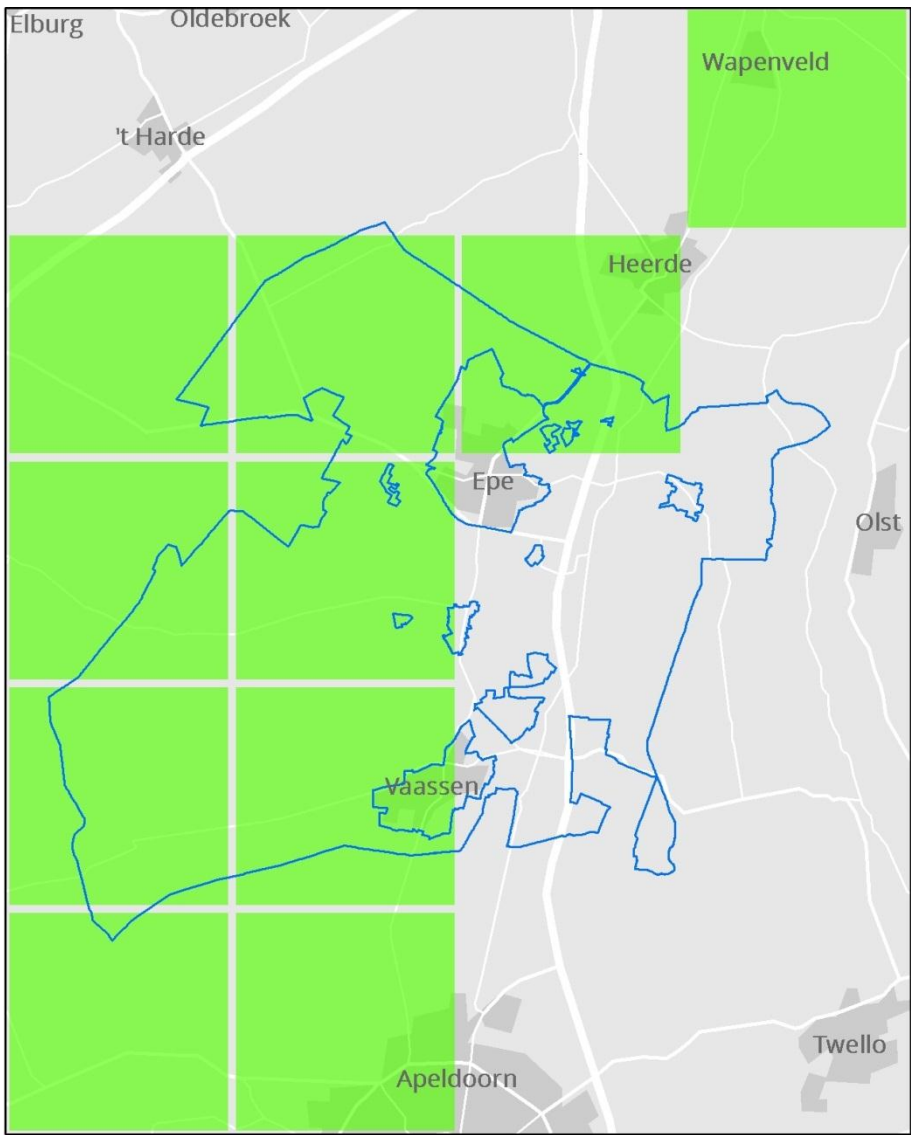 Elburg
Oldebroek
Wapenveld
't Harde
Heerde
Epe
Olst
Vaassen
Twello
Apeldoorn